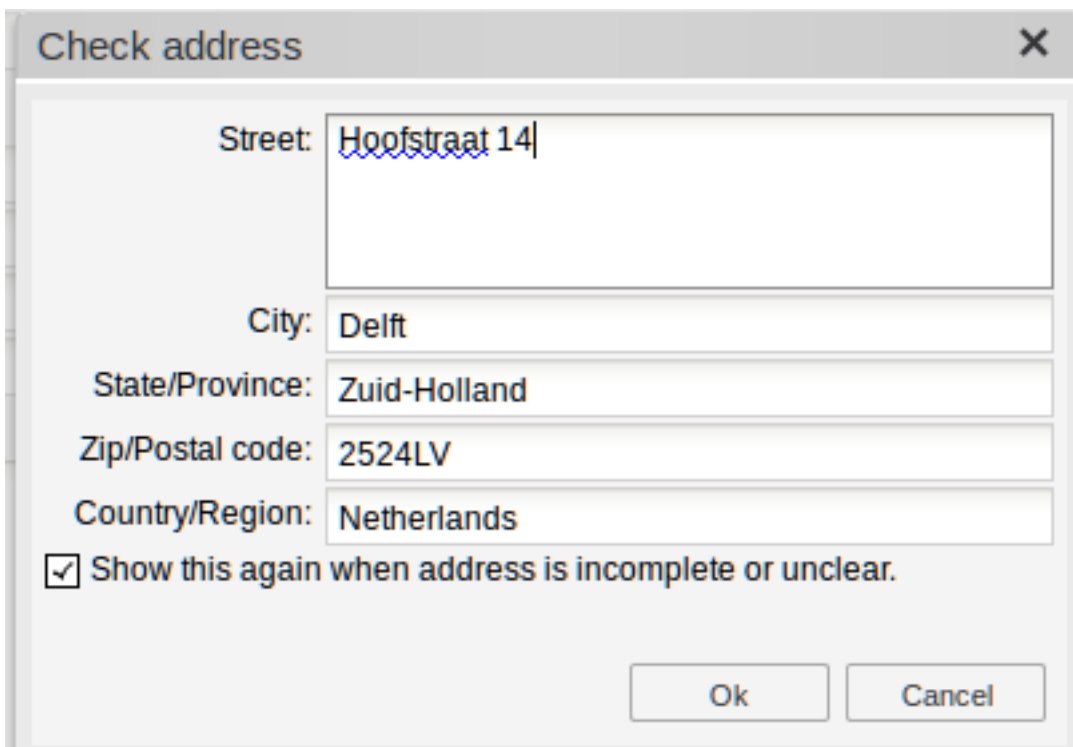 Check address
Street: Hoofstraat 14
City: Delft
State/Province: Zuid-Holland
Zip/Postal code: 2524LV
Country/Region: Netherlands
Show this again when address is incomplete or unclear.
Ok Cancel